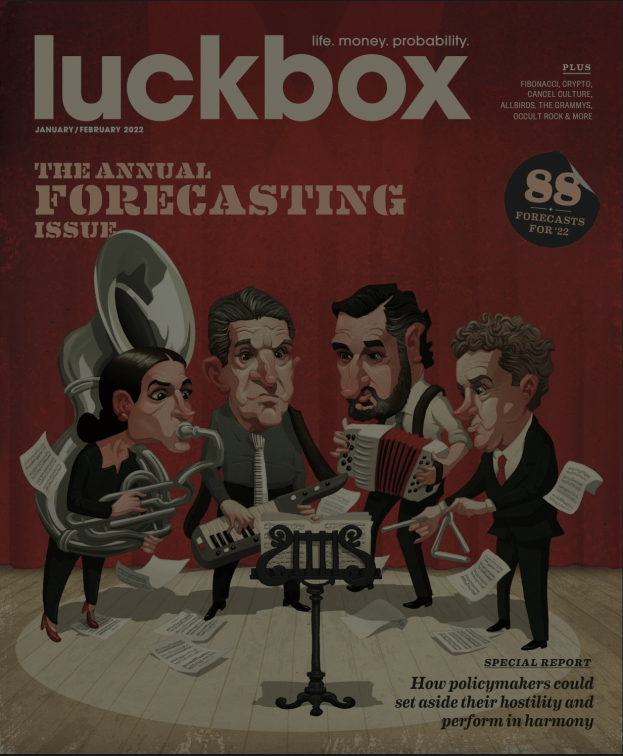 life. money. probability.
luckbox
JANUARY/FEBRUARY 2022
PLUS
FIBONACCI, CRYPTO,
CANCEL CULTURE,
ALLBIRDS, THE GRAMMYS,
OCCULT ROCK & MORE
THE ANNUAL
FORECASTING
ISSUE
88
FORECASTS
FOR '22
SPECIAL REPORT
How policymakers could
set aside their hostility and
perform in harmony